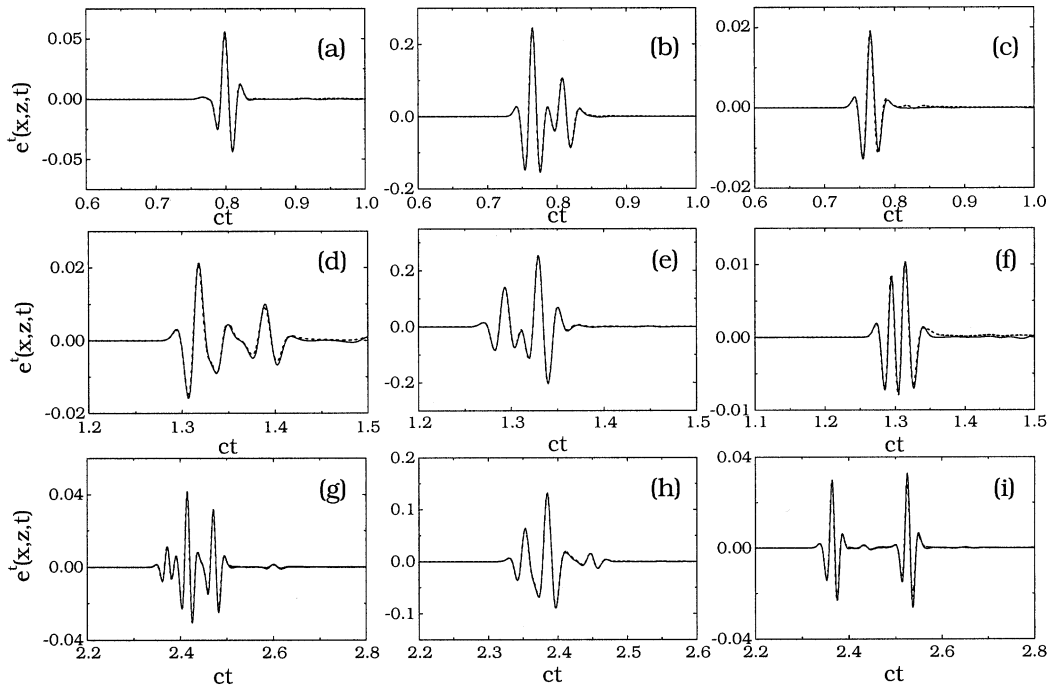 0.05
0.00
-0.05
e^t(x,z,t)
(a)
0.6 0.7 0.8 0.9 1.0
ct
0.2
0.0
-0.2
(b)
0.6 0.7 0.8 0.9 1.0
ct
0.02
0.00
-0.02
(c)
0.6 0.7 0.8 0.9 1.0
ct
0.02
0.00
-0.02
e^t(x,z,t)
(d)
1.2 1.3 1.4 1.5
ct
0.2
0.0
-0.2
(e)
1.2 1.3 1.4 1.5
ct
0.01
0.00
-0.01
(f)
1.1 1.2 1.3 1.4 1.5
ct
0.04
0.00
-0.04
e^t(x,z,t)
(g)
2.2 2.4 2.6 2.8
ct
0.2
0.1
0.0
-0.1
(h)
2.2 2.3 2.4 2.5 2.6
ct
0.04
0.00
-0.04
(i)
2.2 2.4 2.6 2.8
ct